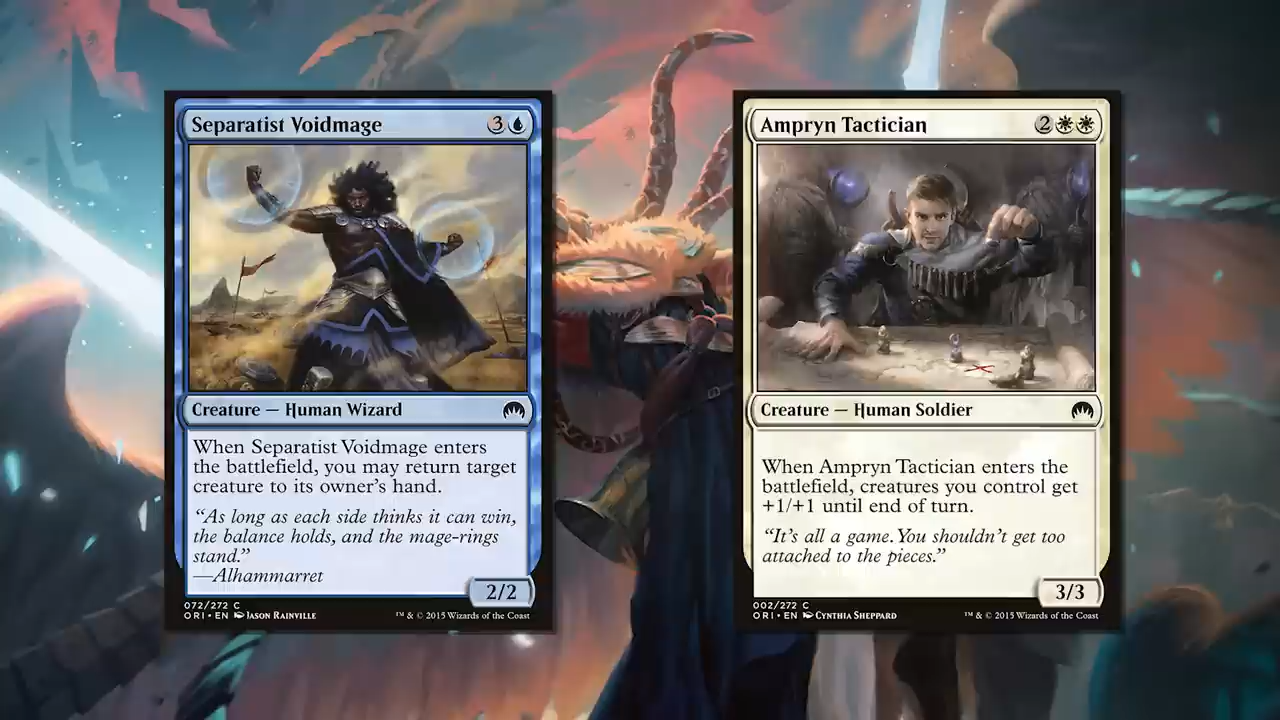 Separatist Voidmage 3
Creature — Human Wizard
When Separatist Voidmage enters
the battlefield, you may return target
creature to its owner's hand.
“As long as each side thinks it can win,
the balance holds, and the mage-rings
stand.”
—Alhammarret
2/2
072/272 C
ORI • EN Jason Rainville
™ & © 2015 Wizards of the Coast
Ampryn Tactician 2
Creature — Human Soldier
When Ampryn Tactician enters the
battlefield, creatures you control get
+1/+1 until end of turn.
“It's all a game. You shouldn't get too
attached to the pieces.”
3/3
002/272 C
ORI • EN Cynthia Sheppard
™ & © 2015 Wizards of the Coast